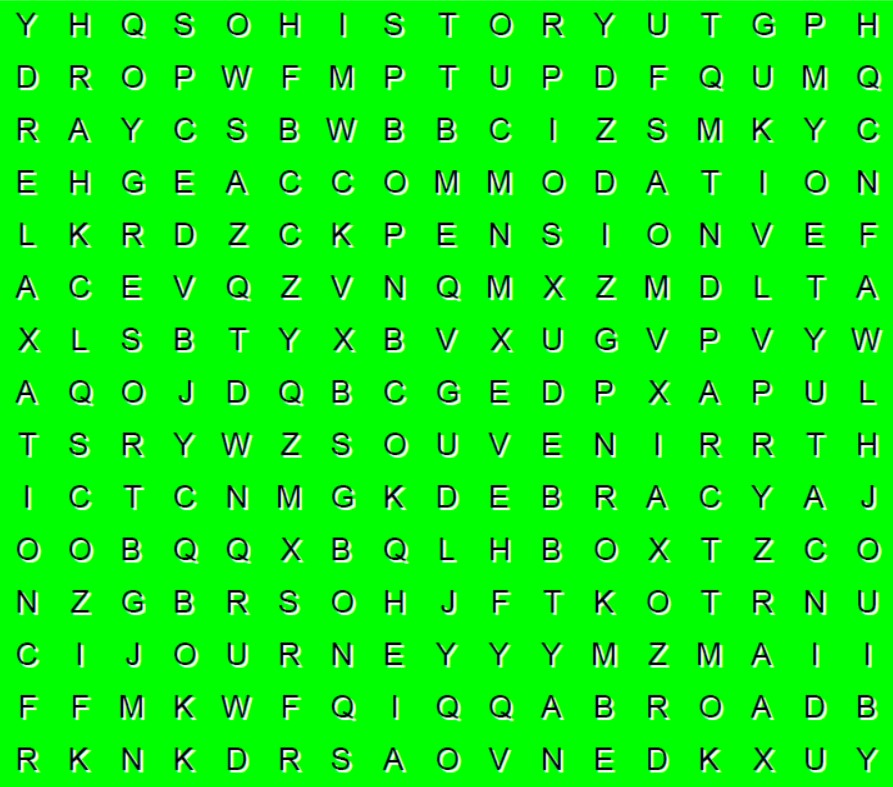 Y H Q S O H I S T O R Y U T G P H
D R O P W F M P T U P D F Q U M Q
R A Y C S B W B B C I Z S M K Y C
E H G E A C C O M M O D A T I O N
L K R D Z C K P E N S I O N V E F
A C E V Q Z V N Q M X Z M D L T A
X L S B T Y X B V X U G V P V Y W
A Q O J D Q B C G E D P X A P U L
T S R Y W Z S O U V E N I R R T H
I C T C N M G K D E B R A C Y A J
O O B Q Q X B Q L H B O X T Z C O
N Z G B R S O H J F T K O T R N U
C I J O U R N E Y Y Y M Z M A I I
F F M K W F Q I Q Q A B R O A D B
R K N K D R S A O V N E D K X U Y